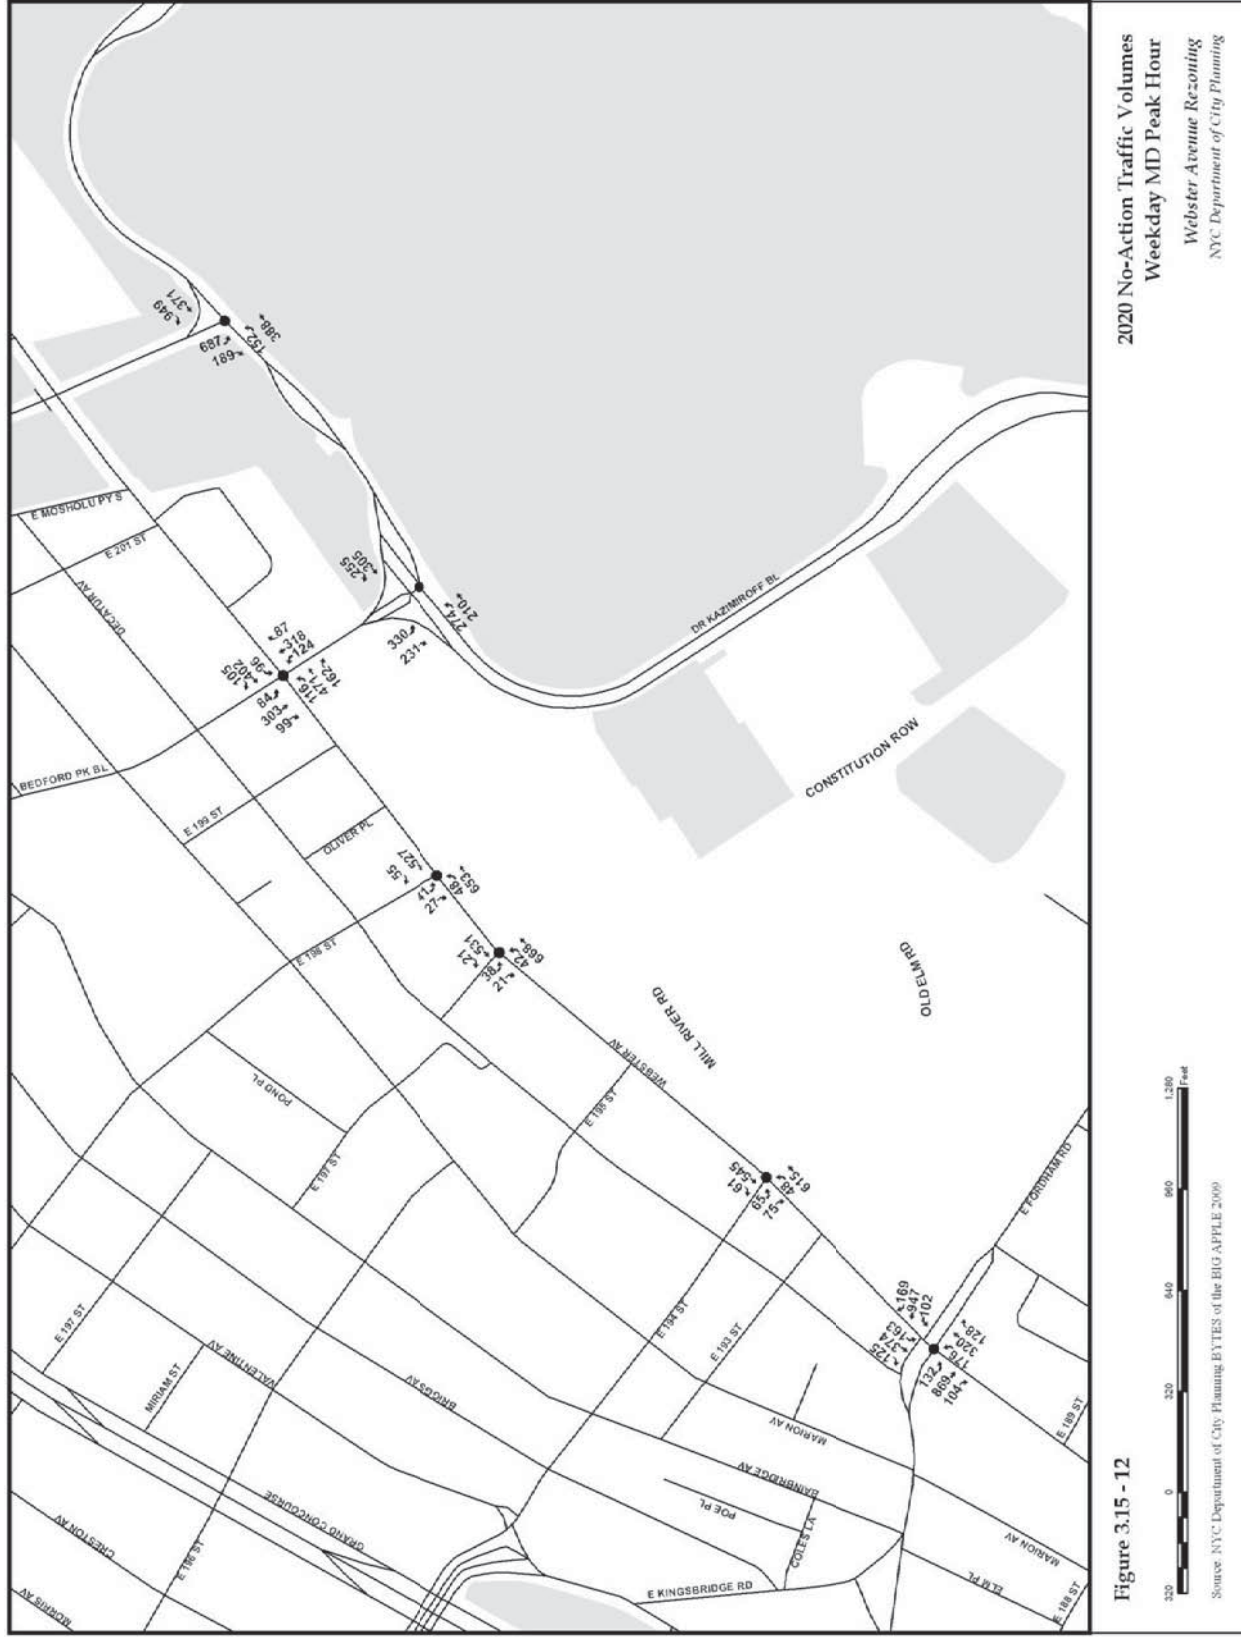 2020 No-Action Traffic Volumes
Weekday MD Peak Hour
Webster Avenue Rezoning
NYC Department of City Planning
Figure 3.15 - 12
320 0 320 640 960 1,280
Feet
Source: NYC Department of City Planning BYTES of the BIG APPLE 2009
E MOSHOLU PY S
E 201 ST
DECATUR AV
BEDFORD PK BL
E 199 ST
OLIVER PL
E 198 ST
POND PL
E 197 ST
E 195 ST
WEBSTER AV
MILL RIVER RD
OLD ELM RD
CONSTITUTION ROW
DR KAZIMIROFF BL
E FORDHAM RD
E 194 ST
E 193 ST
E 197 ST
MIRIAM ST
VALENTINE AV
BRIGGS AV
MARION AV
BAINBRIDGE AV
POE PL
COLES LA
GRAND CONCOURSE
CRESTON AV
E 196 ST
MORRIS AV
E KINGSBRIDGE RD
ELM PL
MARION AV
E 188 ST
E 189 ST
949
371
687
189
152
388
255
305
330
231
274
210
105
402
96
87
318
124
84
303
99
116
471
162
55
527
41
27
48
653
21
531
38
21
42
668
61
545
65
75
48
615
125
374
163
169
947
102
132
869
104
176
320
128